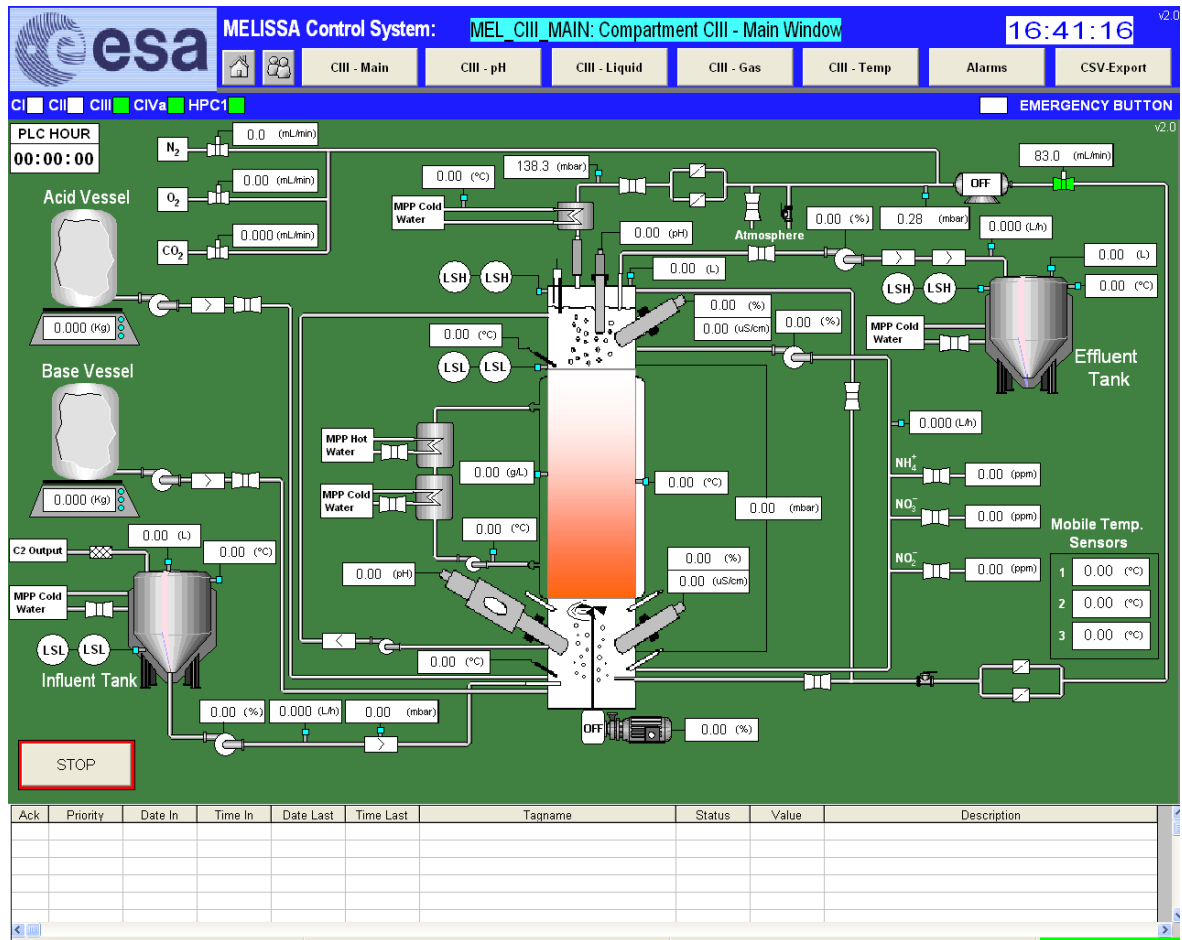 esa
MELISSA Control System:
MEL_CIII_MAIN: Compartment CIII - Main Window
16:41:16
v2.0
CIII - Main
CIII - pH
CIII - Liquid
CIII - Gas
CIII - Temp
Alarms
CSV-Export
CI CII CIII CIVa HPC1
EMERGENCY BUTTON
PLC HOUR
00:00:00
v2.0
N2
0.0 (mL/min)
O2
0.00 (mL/min)
CO2
0.000 (mL/min)
0.00 (ºC)
138.3 (mbar)
MPP Cold
Water
83.0 (mL/min)
OFF
0.00 (%)
0.28 (mbar)
0.000 (L/h)
Atmosphere
0.00 (pH)
0.00 (L)
0.00 (L)
0.00 (ºC)
LSH LSH
LSH LSH
Acid Vessel
0.000 (Kg)
0.00 (%)
0.00 (uS/cm)
0.00 (%)
0.00 (ºC)
LSL LSL
MPP Cold
Water
Effluent
Tank
Base Vessel
0.000 (Kg)
MPP Hot
Water
MPP Cold
Water
0.00 (g/L)
0.00 (ºC)
0.00 (ºC)
0.00 (mbar)
0.000 (L/h)
NH4+
0.00 (ppm)
NO3-
0.00 (ppm)
NO2-
0.00 (ppm)
Mobile Temp.
Sensors
1 0.00 (ºC)
2 0.00 (ºC)
3 0.00 (ºC)
0.00 (L)
C2 Output
0.00 (ºC)
MPP Cold
Water
LSL LSL
Influent Tank
0.00 (pH)
0.00 (%)
0.00 (uS/cm)
0.00 (ºC)
0.00 (%)
0.000 (L/h)
0.00 (mbar)
OFF
0.00 (%)
STOP
Ack Priority Date In Time In Date Last Time Last Tagname Status Value Description